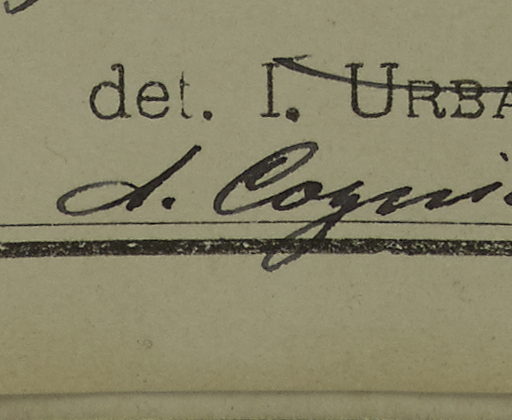 det. I. URBA
A. Cogni